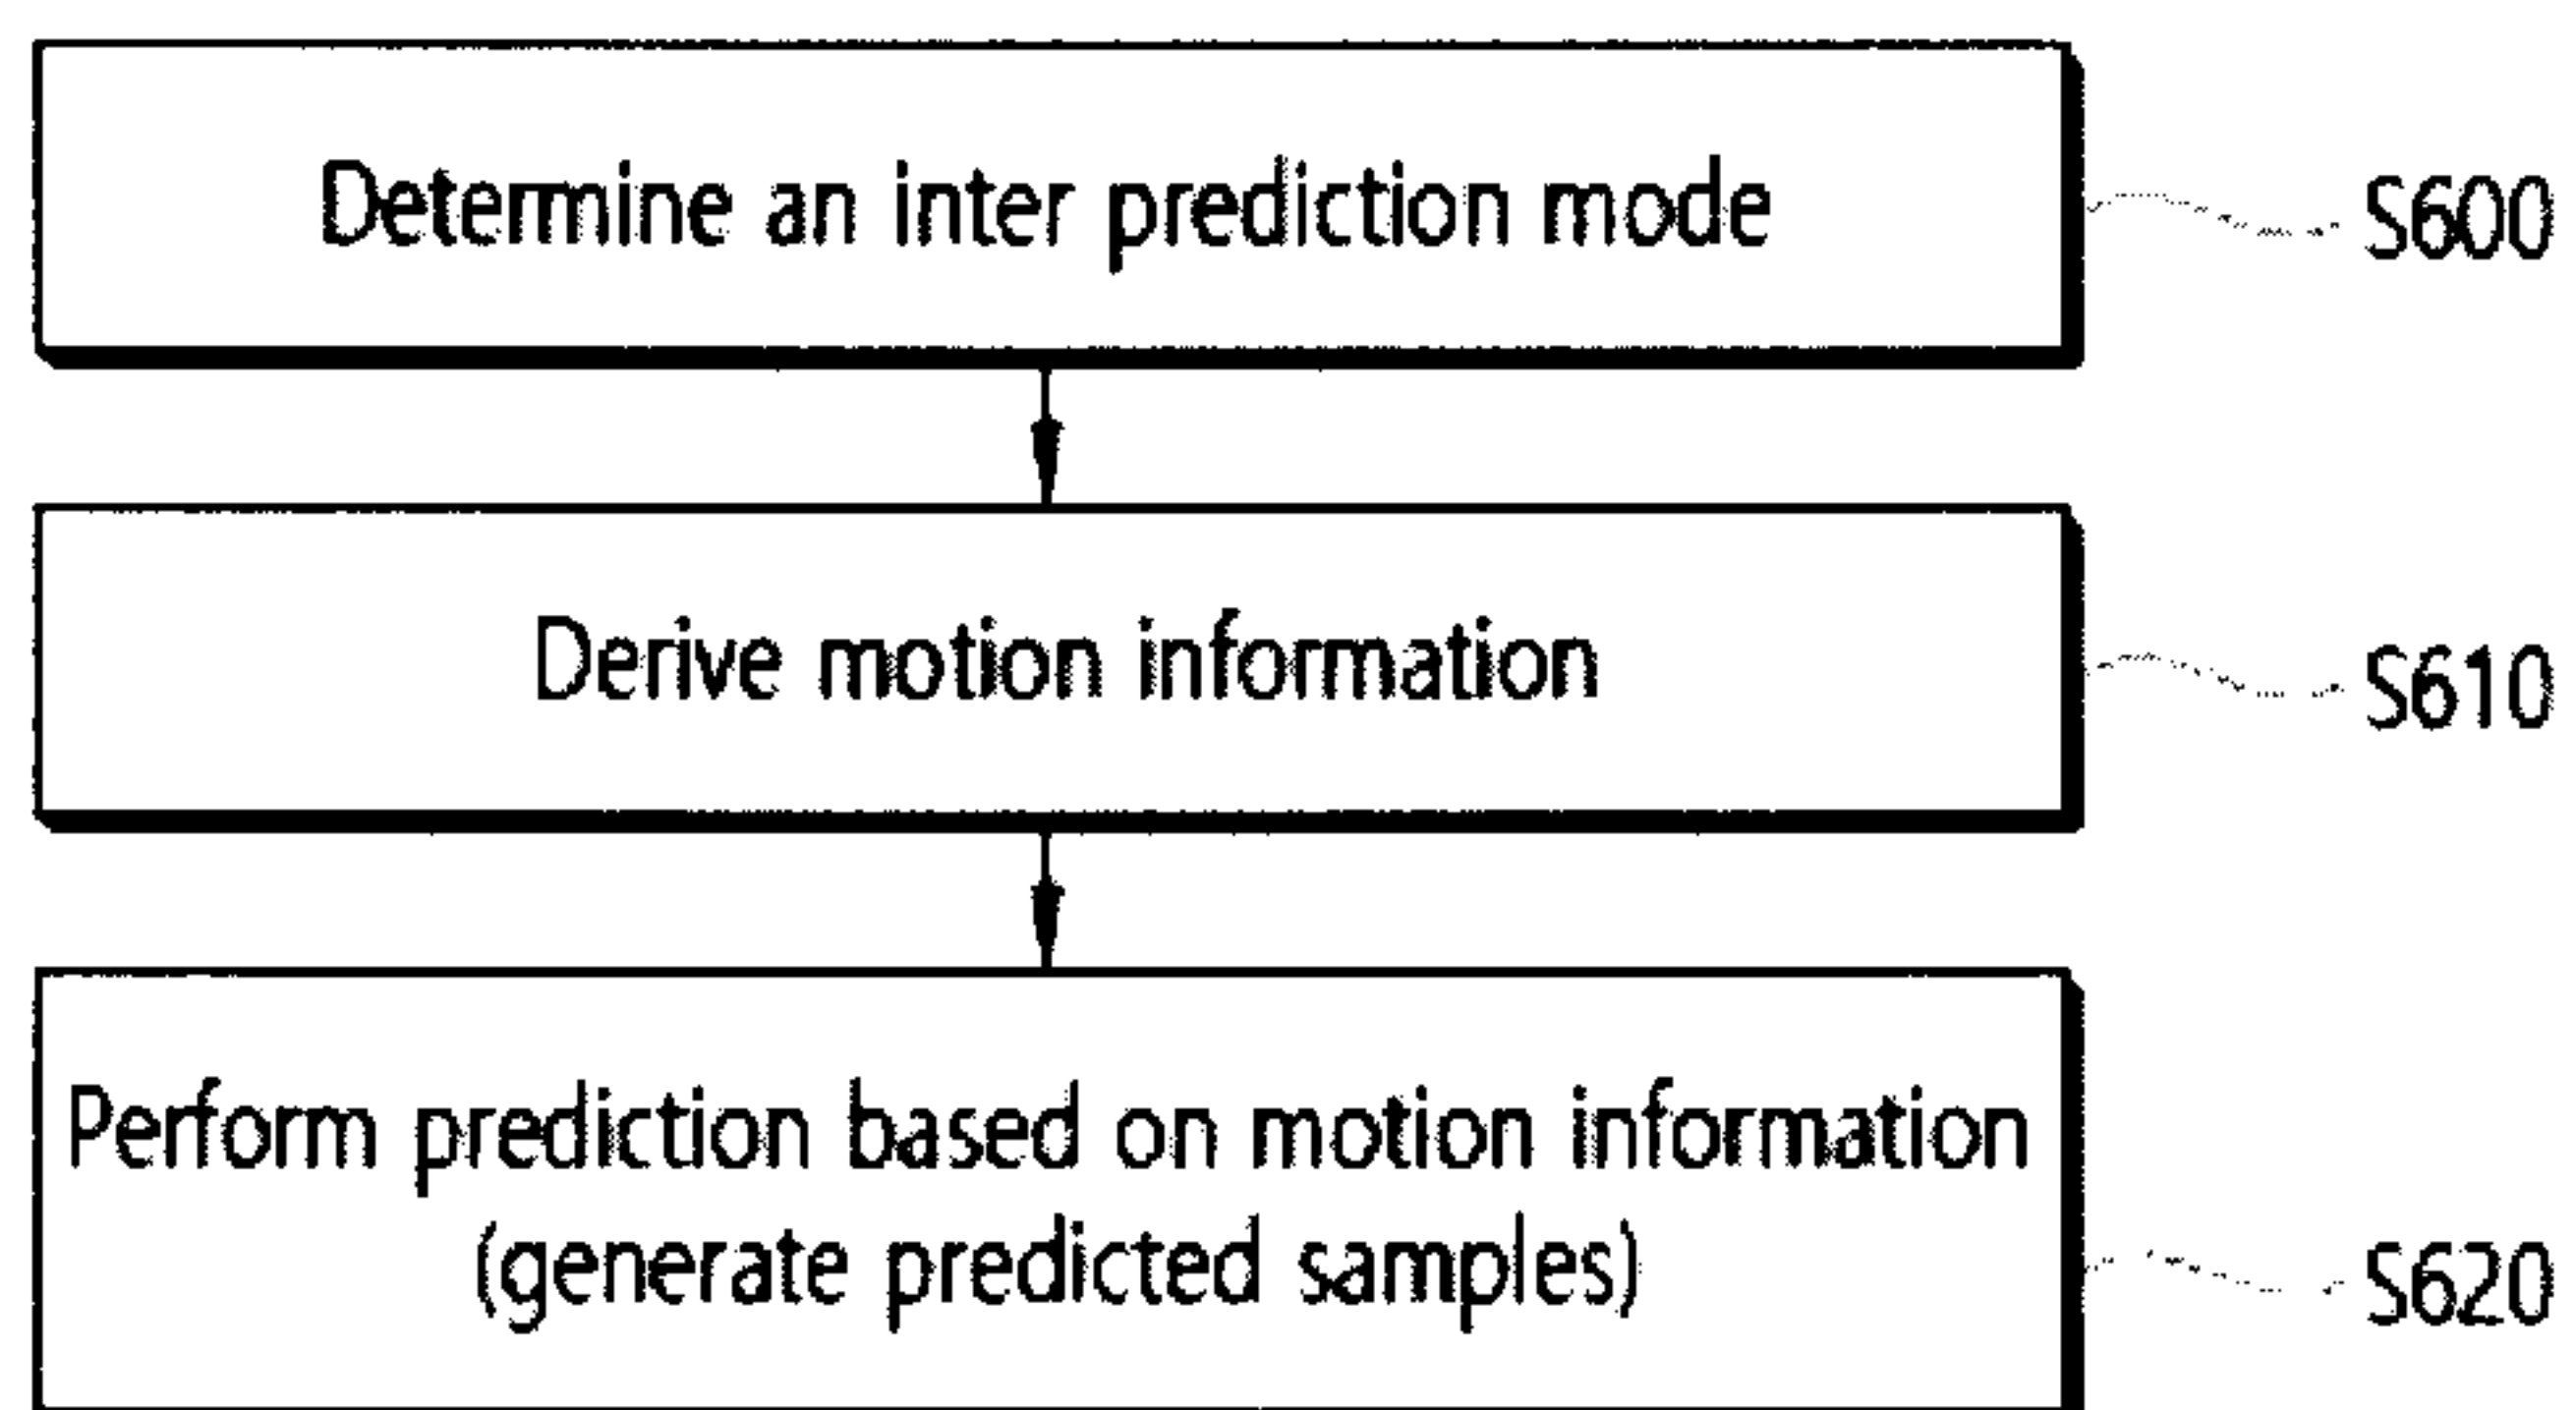 Determine an inter prediction mode
S600
Derive motion information
S610
Perform prediction based on motion information
(generate predicted samples)
S620